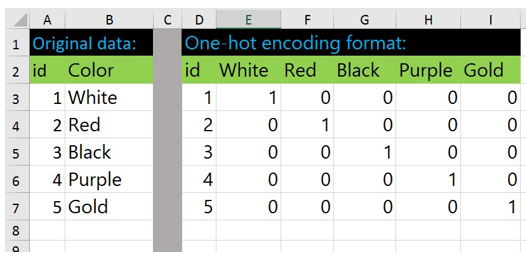 A B C D E F G H I
1 Original data: One-hot encoding format:
2 id Color id White Red Black Purple Gold
3 1 White 1 1 0 0 0 0
4 2 Red 2 0 1 0 0 0
5 3 Black 3 0 0 1 0 0
6 4 Purple 4 0 0 0 1 0
7 5 Gold 5 0 0 0 0 1
8